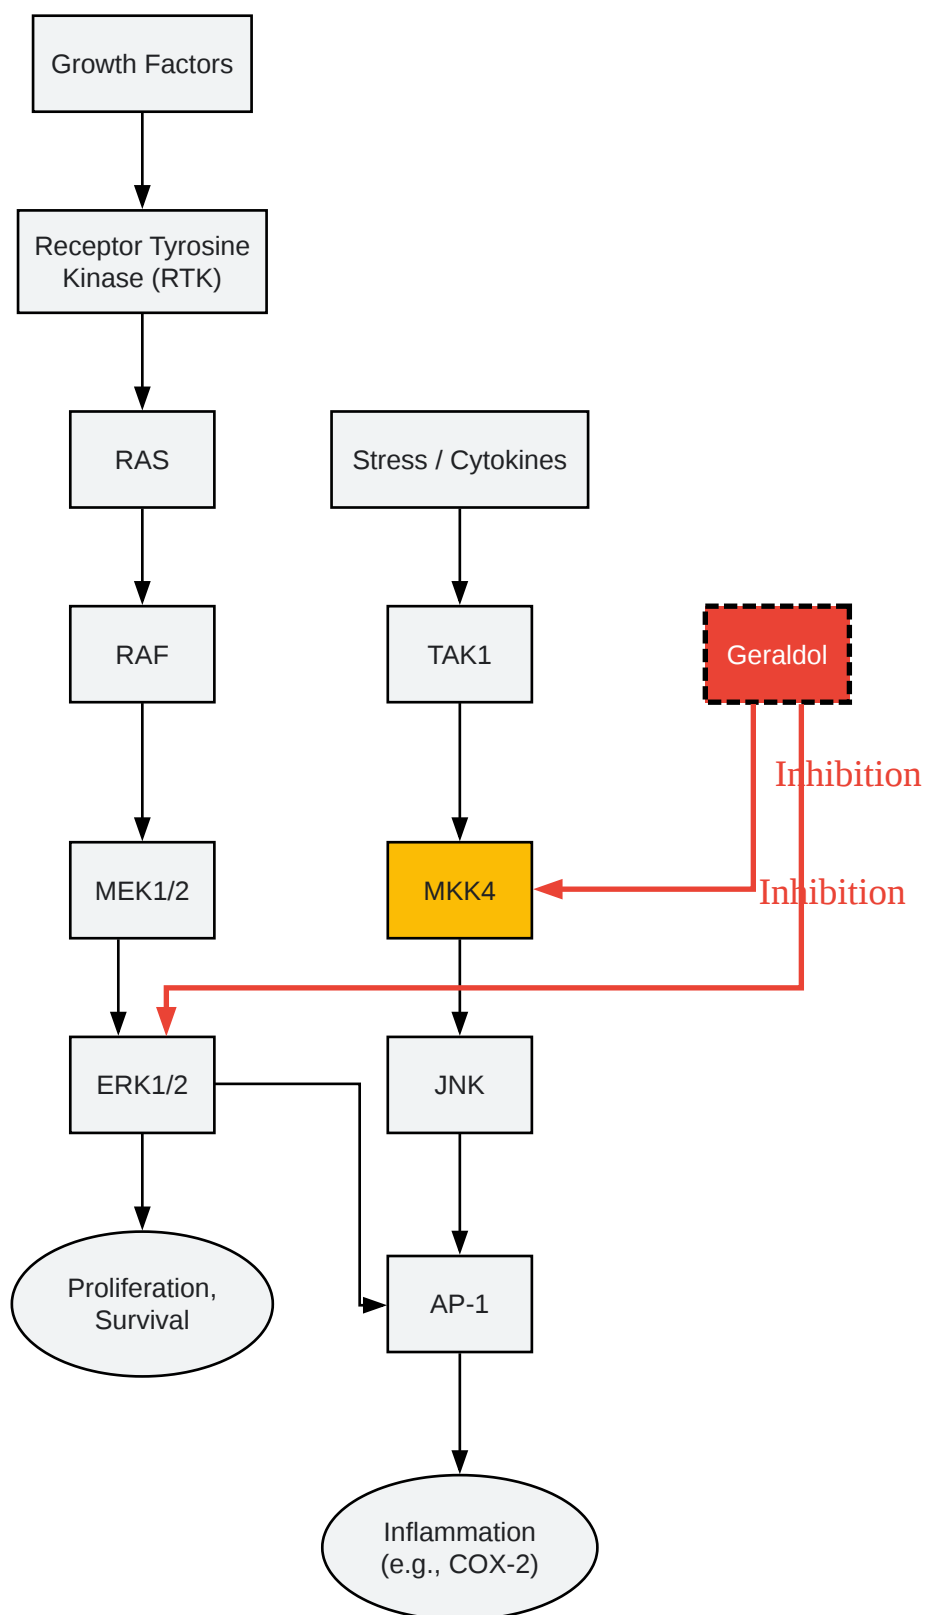 Growth Factors
Receptor Tyrosine
Kinase (RTK)
RAS
Stress / Cytokines
RAF
TAK1
Geraldol
Inhibition
MEK1/2
MKK4
Inhibition
ERK1/2
JNK
Proliferation,
Survival
AP-1
Inflammation
(e.g., COX-2)